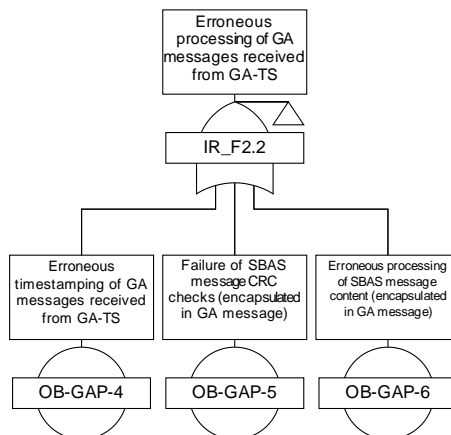 Erroneous
processing of GA
messages received
from GA-TS
IR_F2.2
Erroneous
timestamping of GA
messages received
from GA-TS
Failure of SBAS
message CRC
checks (encapsulated
in GA message)
Erroneous processing
of SBAS message
content (encapsulated
in GA message)
OB-GAP-4
OB-GAP-5
OB-GAP-6